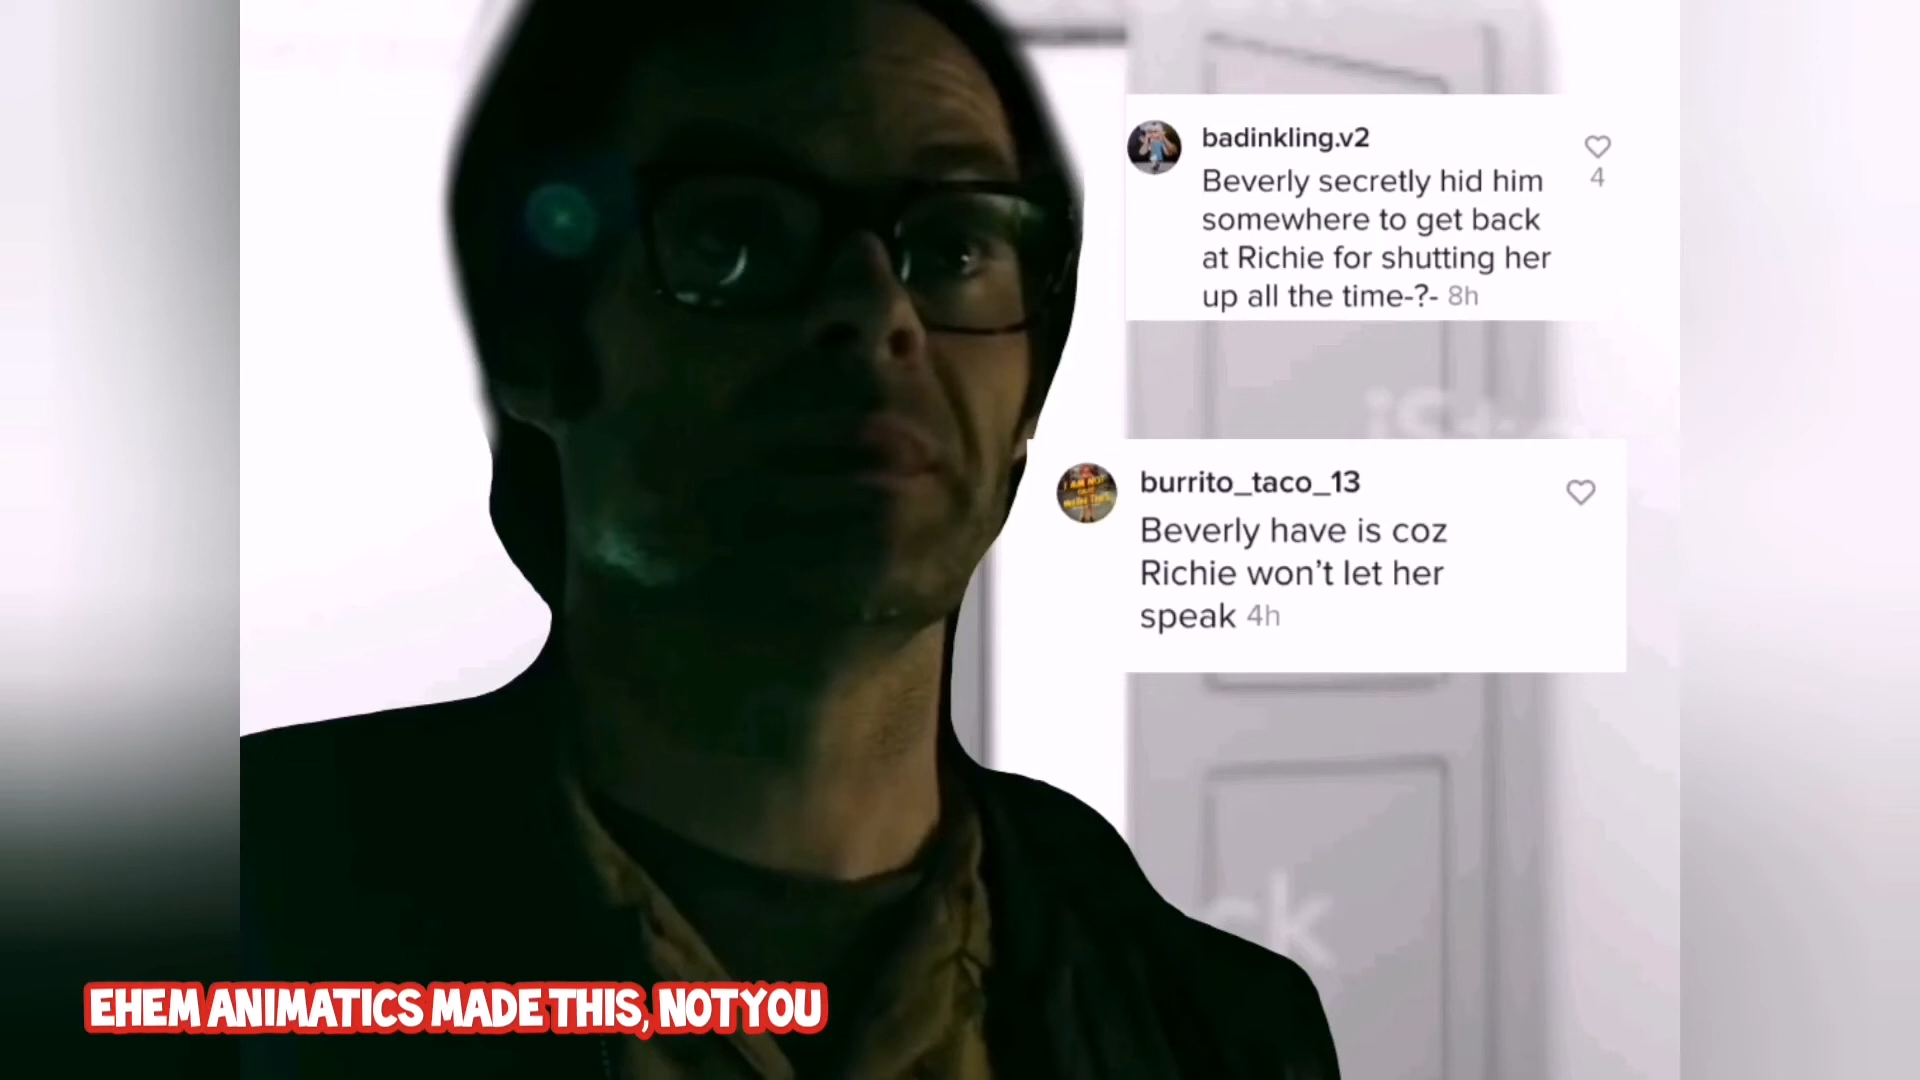 badinkling.v2
Beverly secretly hid him
somewhere to get back
at Richie for shutting her
up all the time-?- 8h
4
burrito_taco_13
Beverly have is coz
Richie won't let her
speak 4h
EHEM ANIMATICS MADE THIS, NOT YOU